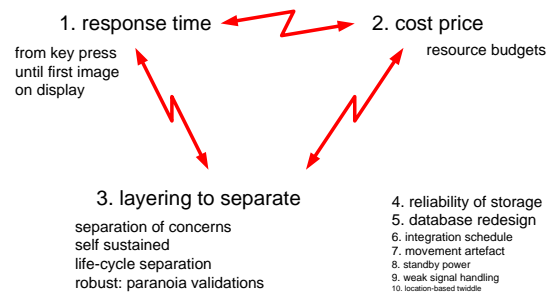 1. response time
from key press
until first image
on display
2. cost price
resource budgets
3. layering to separate
separation of concerns
self sustained
life-cycle separation
robust: paranoia validations
4. reliability of storage
5. database redesign
6. integration schedule
7. movement artefact
8. standby power
9. weak signal handling
10. location-based twiddle